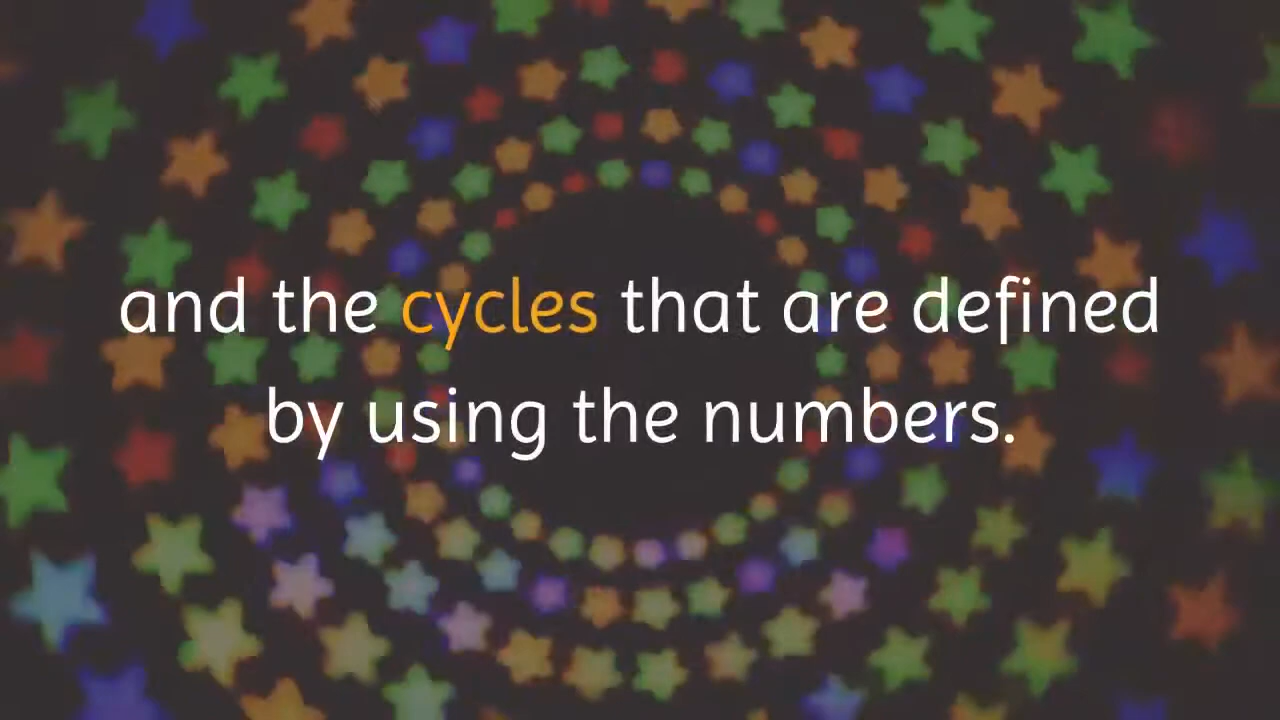 and the cycles that are defined
by using the numbers.